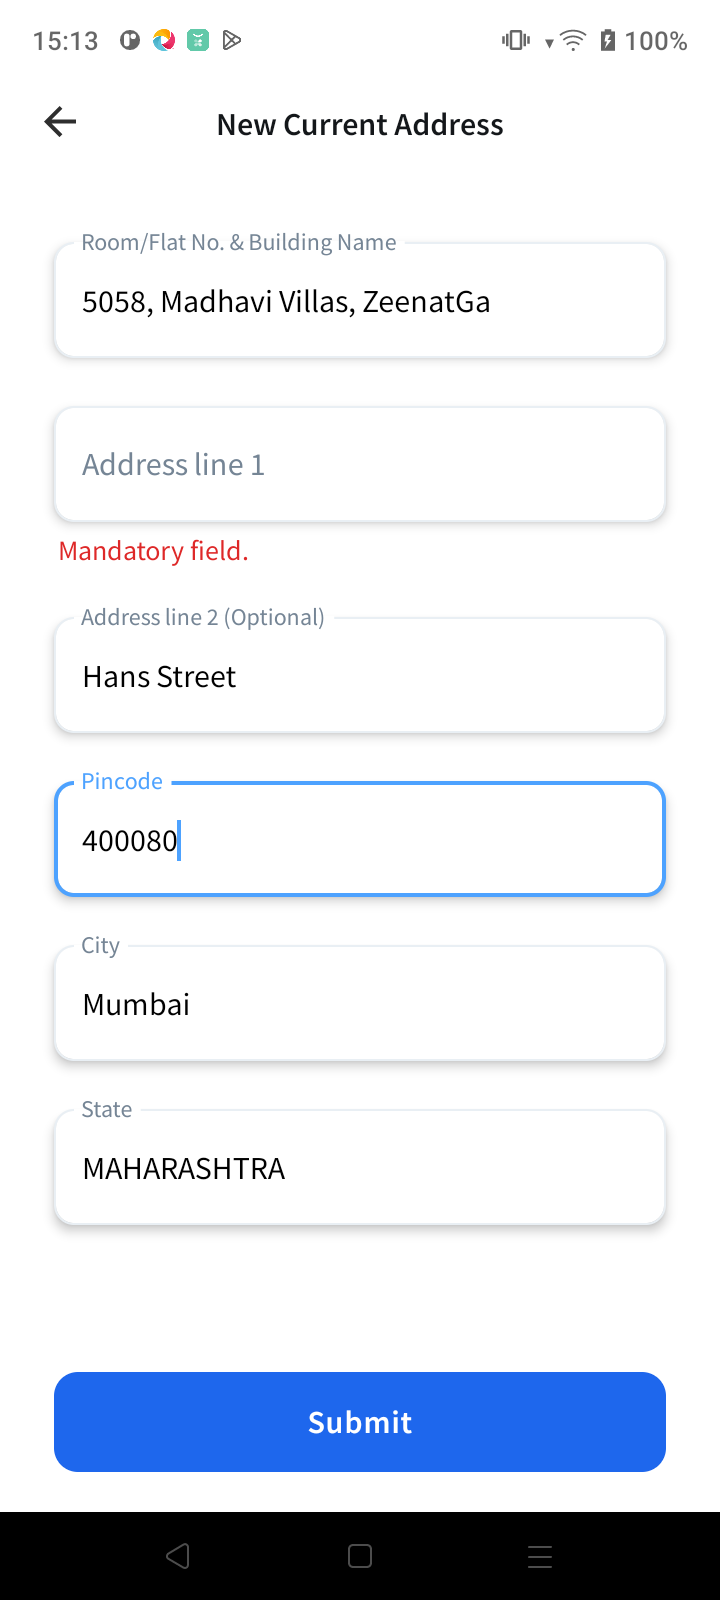 15:13
100%
New Current Address
Room/Flat No. & Building Name
5058, Madhavi Villas, ZeenatGa
Address line 1
Mandatory field.
Address line 2 (Optional)
Hans Street
Pincode
400080
City
Mumbai
State
MAHARASHTRA
Submit